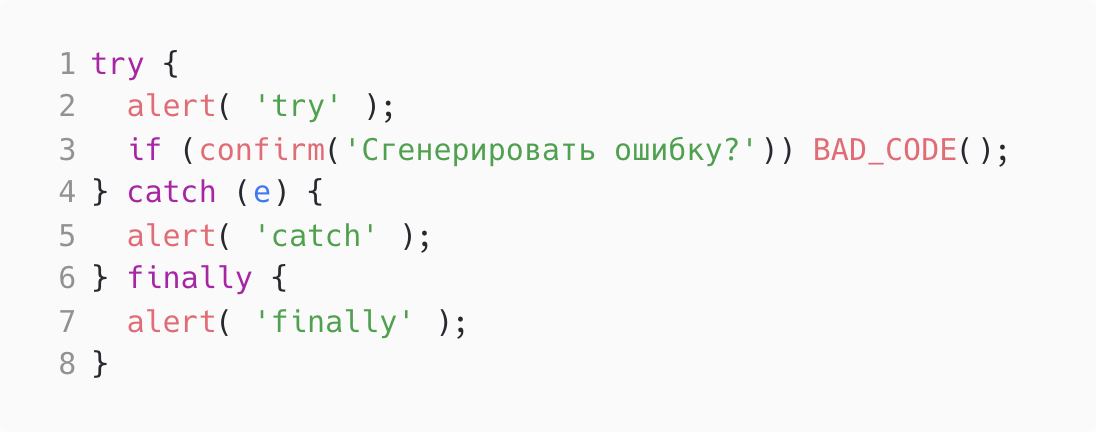 1 try {
2   alert( 'try' );
3   if (confirm('Сгенерировать ошибку?')) BAD_CODE();
4 } catch (e) {
5   alert( 'catch' );
6 } finally {
7   alert( 'finally' );
8 }